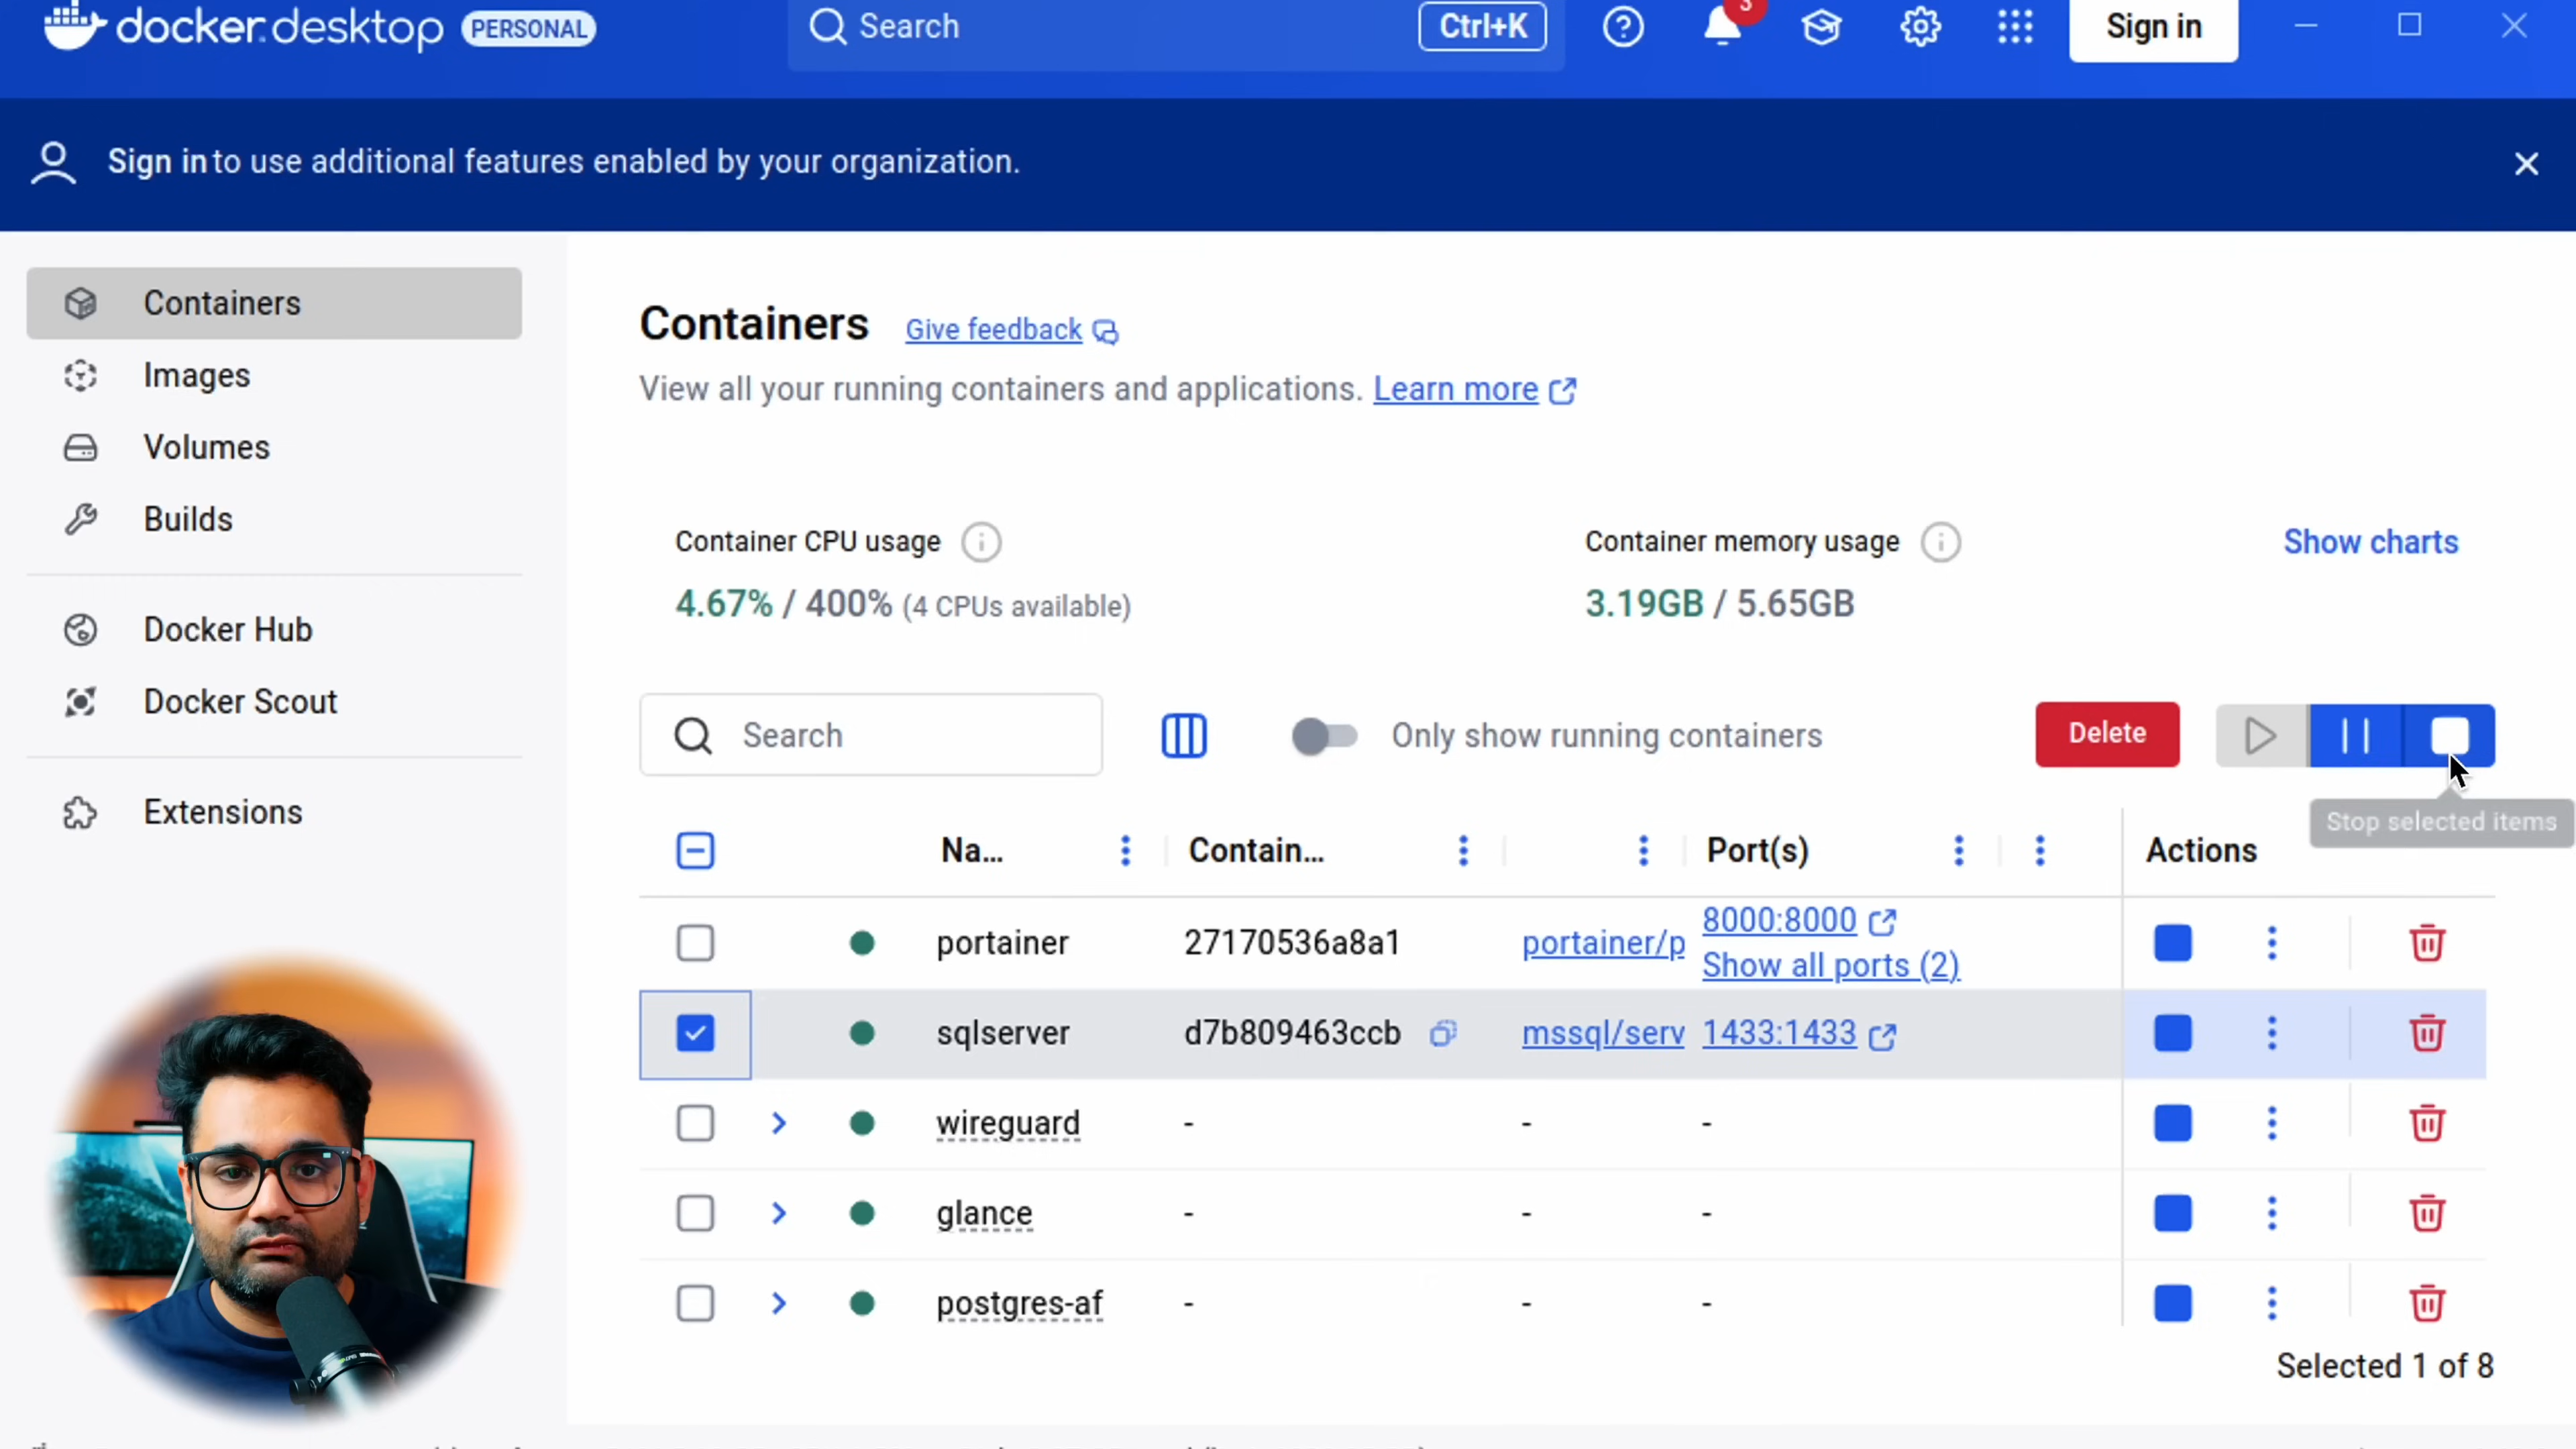 docker.desktop PERSONAL Search Ctrl+K 3 Sign in
Sign in to use additional features enabled by your organization.
Containers
Images
Volumes
Builds
Docker Hub
Docker Scout
Extensions
Containers Give feedback
View all your running containers and applications. Learn more
Container CPU usage Container memory usage Show charts
4.67% / 400% (4 CPUs available) 3.19GB / 5.65GB
Search Only show running containers Delete
Stop selected items
Na... Contain... Port(s) Actions
portainer 27170536a8a1 portainer/p 8000:8000
Show all ports (2)
sqlserver d7b809463ccb mssql/serv 1433:1433
wireguard - - -
glance - - -
postgres-af - - -
Selected 1 of 8